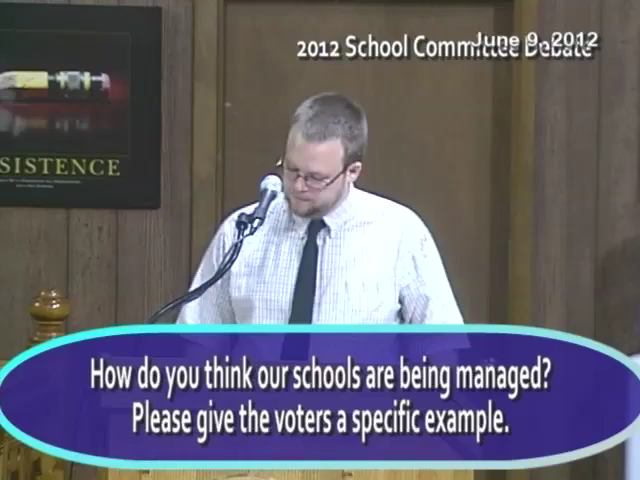 June 9, 2012
2012 School Committee Debate
SISTENCE
How do you think our schools are being managed?
Please give the voters a specific example.